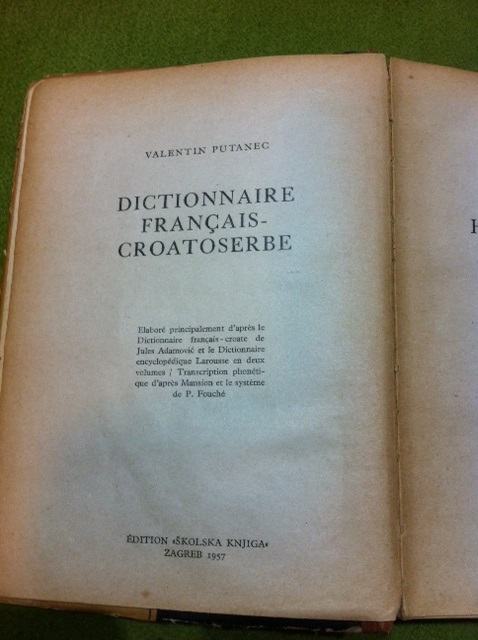 VALENTIN PUTANEC
DICTIONNAIRE
FRANÇAIS-
CROATOSERBE
Elaboré principalement d'après le
Dictionnaire français-croate de
Jules Adamović et le Dictionnaire
encyclopédique Larousse en deux
volumes / Transcription phonéti-
que d'après Mansion et le système
de P. Fouché
ÉDITION »ŠKOLSKA KNJIGA«
ZAGREB 1957